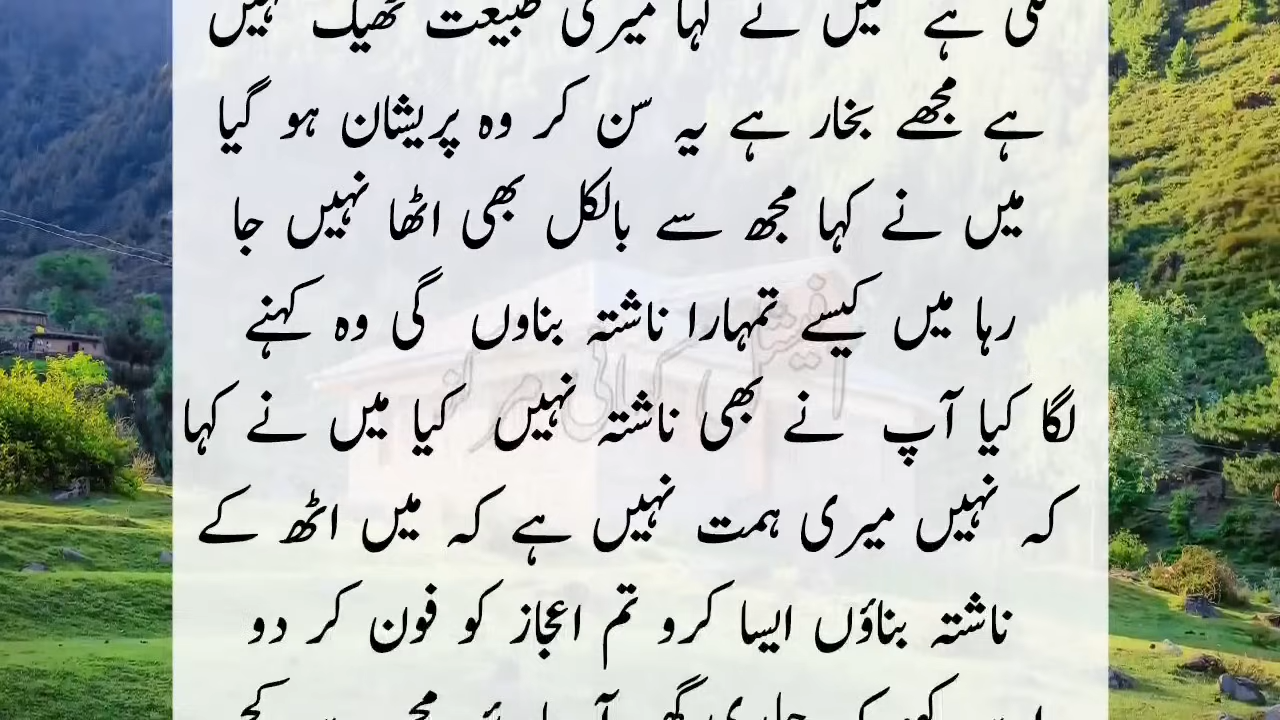 ہے میں نے کہا میری طبیعت ٹھیک نہیں
ہے مجھے بخار ہے یہ سن کر وہ پریشان ہو گیا
میں نے کہا مجھ سے بالکل بھی اٹھا نہیں جا
رہا میں کیسے تمہارا ناشتہ بناوں گی وہ کہنے
لگا کیا آپ نے بھی ناشتہ نہیں کیا میں نے کہا
کہ نہیں میری ہمت نہیں ہے کہ میں اٹھ کے
ناشتہ بناؤں ایسا کرو تم اعجاز کو فون کر دو